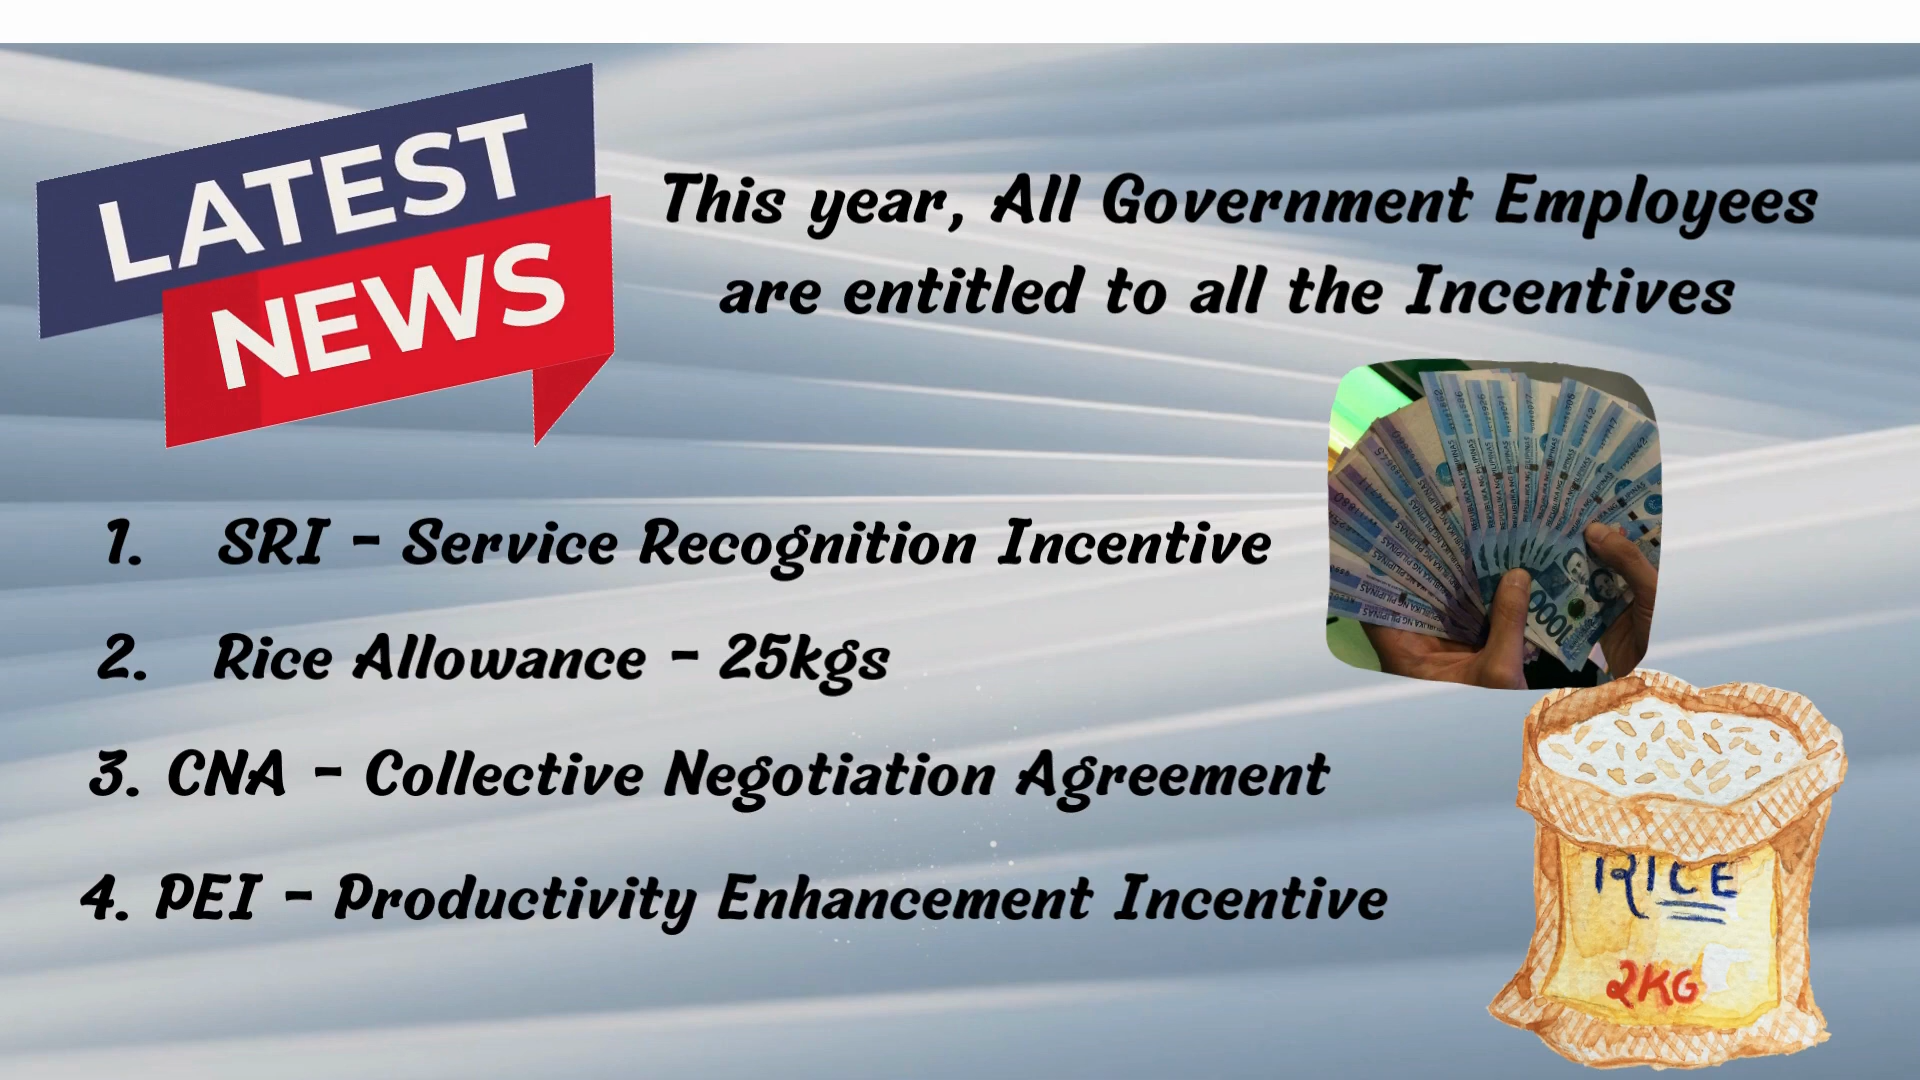 LATEST
NEWS
This year, All Government Employees
are entitled to all the Incentives
1. SRI - Service Recognition Incentive
2. Rice Allowance - 25kgs
3. CNA - Collective Negotiation Agreement
4. PEI - Productivity Enhancement Incentive
1000
RICE
2KG